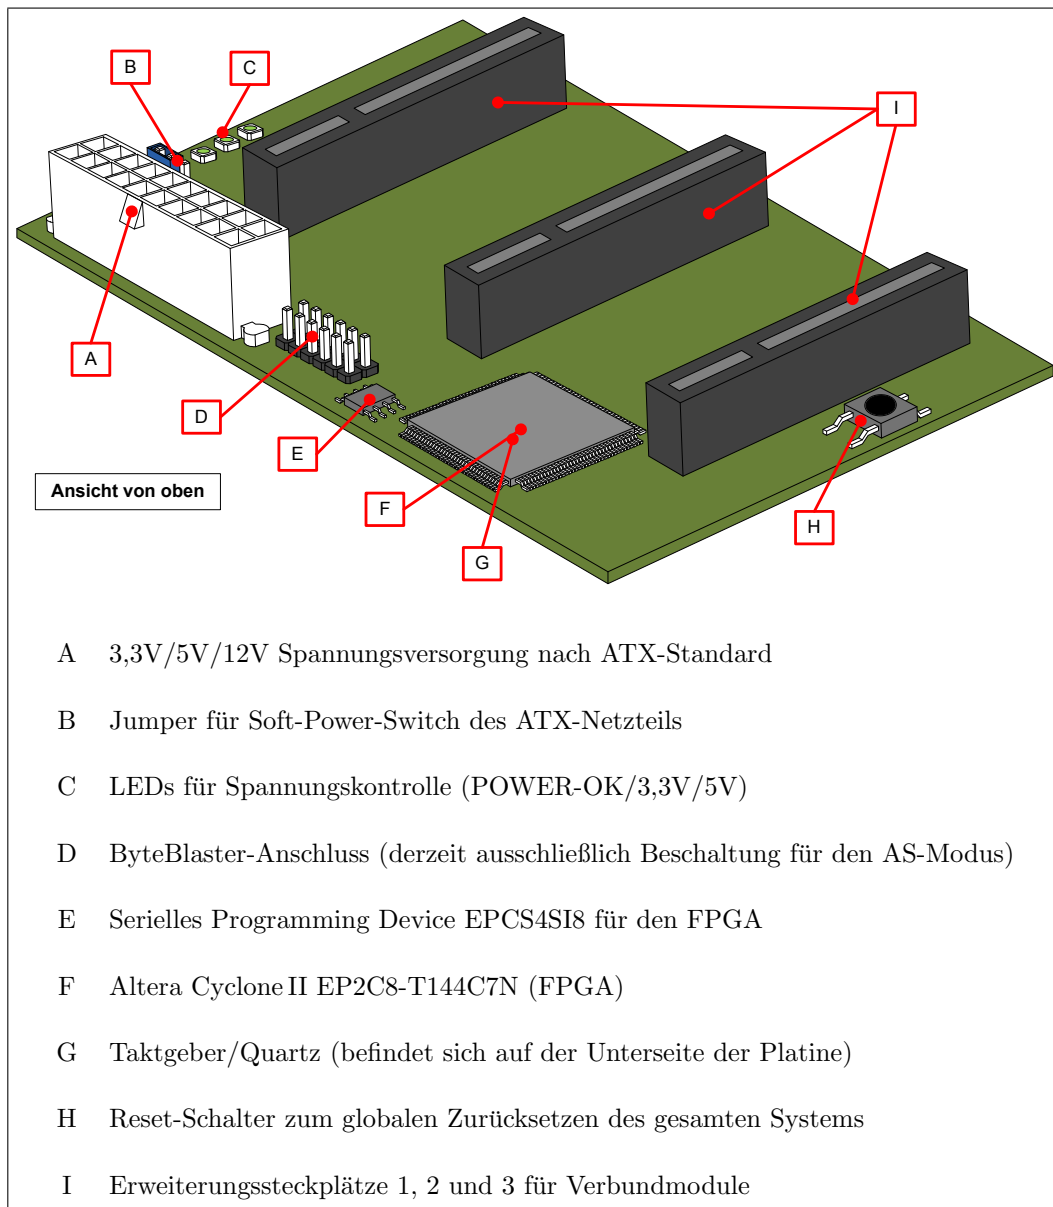 B
C
I
A
D
E
Ansicht von oben
F
H
G
A 3,3V/5V/12V Spannungsversorgung nach ATX-Standard
B Jumper für Soft-Power-Switch des ATX-Netzteils
C LEDs für Spannungskontrolle (POWER-OK/3,3V/5V)
D ByteBlaster-Anschluss (derzeit ausschließlich Beschaltung für den AS-Modus)
E Serielles Programming Device EPCS4SI8 für den FPGA
F Altera Cyclone II EP2C8-T144C7N (FPGA)
G Taktgeber/Quartz (befindet sich auf der Unterseite der Platine)
H Reset-Schalter zum globalen Zurücksetzen des gesamten Systems
I Erweiterungssteckplätze 1, 2 und 3 für Verbundmodule